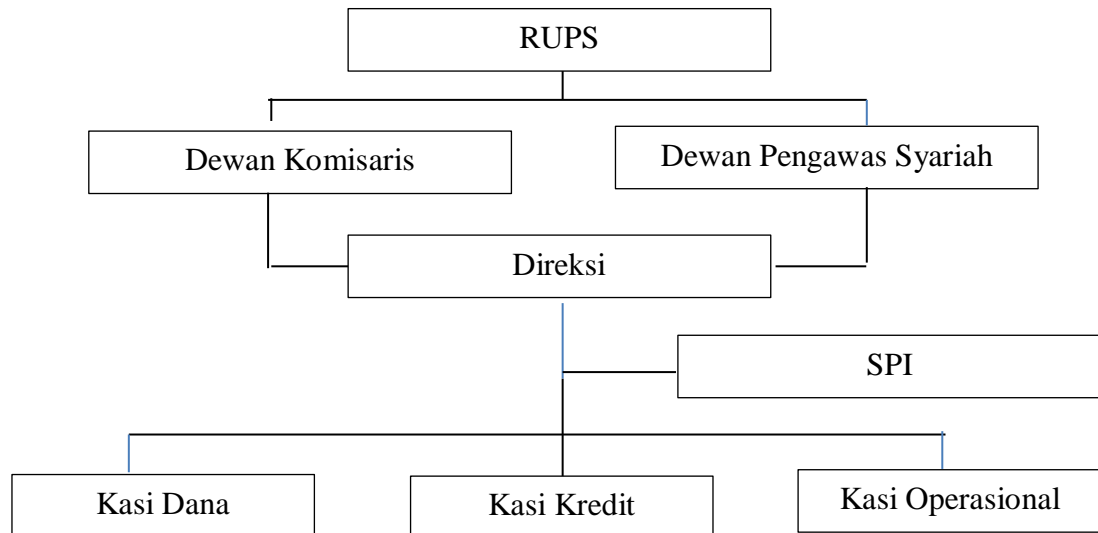 RUPS
Dewan Komisaris
Dewan Pengawas Syariah
Direksi
SPI
Kasi Dana
Kasi Kredit
Kasi Operasional